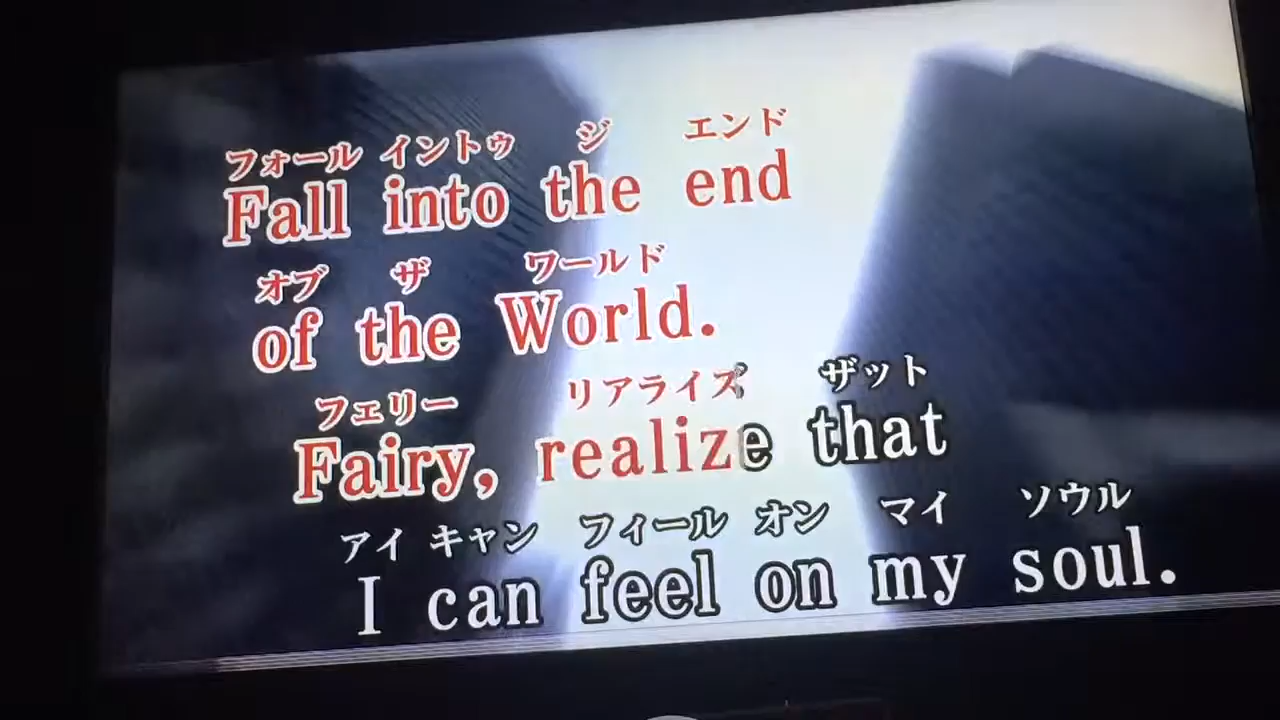 フォール イントゥ ジ エンド
Fall into the end
オブ ザ ワールド
of the World.
フェリー リアライズ ザット
Fairy, realize that
アイ キャン フィール オン マイ ソウル
I can feel on my soul.